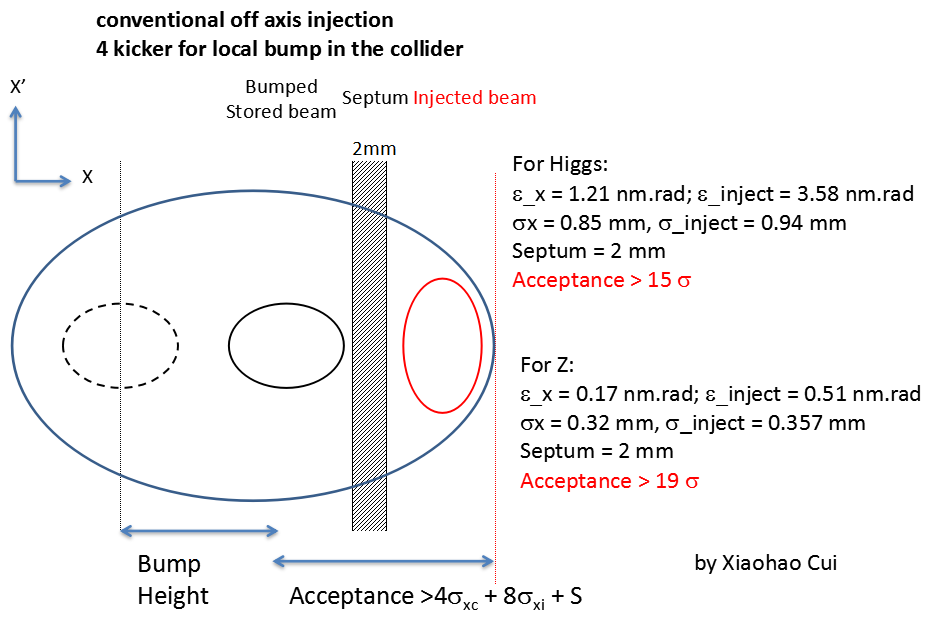 conventional off axis injection
4 kicker for local bump in the collider
Bumped
Stored beam
Septum
Injected beam
X’
X
2mm
For Higgs:
ε_x = 1.21 nm.rad; ε_inject = 3.58 nm.rad
σx = 0.85 mm, σ_inject = 0.94 mm
Septum = 2 mm
Acceptance > 15 σ
For Z:
ε_x = 0.17 nm.rad; ε_inject = 0.51 nm.rad
σx = 0.32 mm, σ_inject = 0.357 mm
Septum = 2 mm
Acceptance > 19 σ
Bump
Height
Acceptance >4σxc + 8σxi + S
by Xiaohao Cui